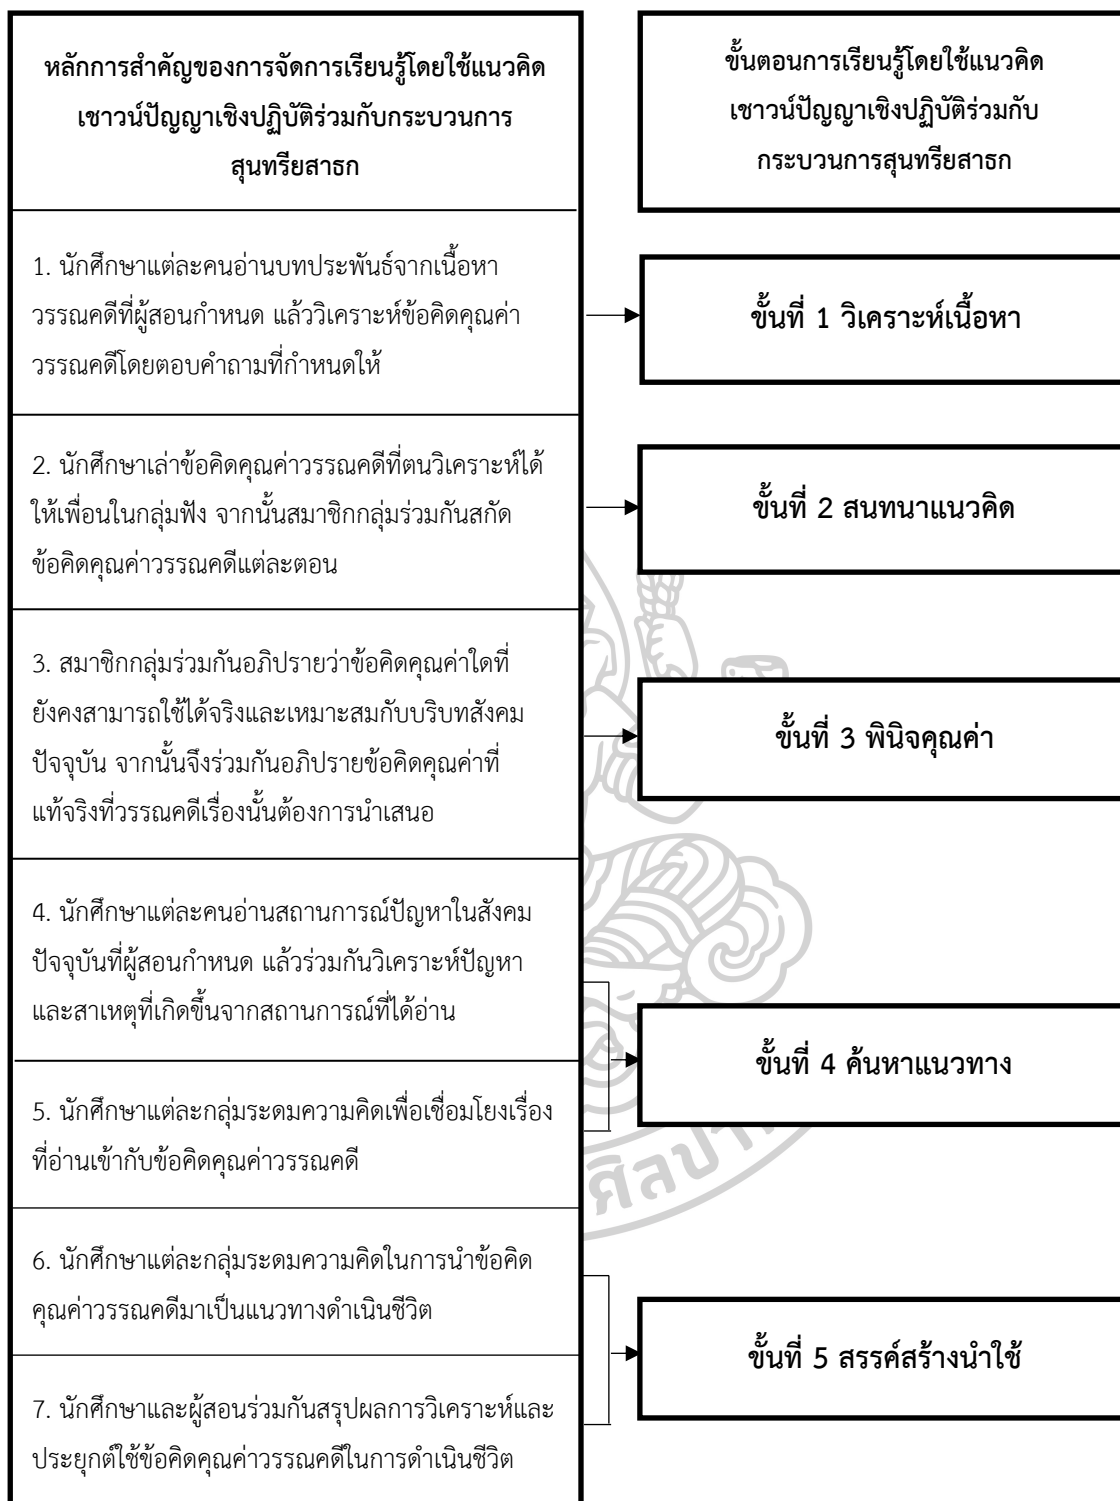 หลักการสำคัญของการจัดการเรียนรู้โดยใช้แนวคิด
เชาวน์ปัญญาเชิงปฏิบัติร่วมกับกระบวนการ
สุนทรียสาธก
ขั้นตอนการเรียนรู้โดยใช้แนวคิด
เชาวน์ปัญญาเชิงปฏิบัติร่วมกับ
กระบวนการสุนทรียสาธก
1. นักศึกษาแต่ละคนอ่านบทประพันธ์จากเนื้อหา
วรรณคดีที่ผู้สอนกำหนด แล้ววิเคราะห์ข้อคิดคุณค่า
วรรณคดีโดยตอบคำถามที่กำหนดให้
ขั้นที่ 1 วิเคราะห์เนื้อหา
2. นักศึกษาเล่าข้อคิดคุณค่าวรรณคดีที่ตนวิเคราะห์ได้
ให้เพื่อนในกลุ่มฟัง จากนั้นสมาชิกกลุ่มร่วมกันสกัด
ข้อคิดคุณค่าวรรณคดีแต่ละตอน
ขั้นที่ 2 สนทนาแนวคิด
3. สมาชิกกลุ่มร่วมกันอภิปรายว่าข้อคิดคุณค่าใดที่
ยังคงสามารถใช้ได้จริงและเหมาะสมกับบริบทสังคม
ปัจจุบัน จากนั้นจึงร่วมกันอภิปรายข้อคิดคุณค่าที่
แท้จริงที่วรรณคดีเรื่องนั้นต้องการนำเสนอ
ขั้นที่ 3 พินิจคุณค่า
4. นักศึกษาแต่ละคนอ่านสถานการณ์ปัญหาในสังคม
ปัจจุบันที่ผู้สอนกำหนด แล้วร่วมกันวิเคราะห์ปัญหา
และสาเหตุที่เกิดขึ้นจากสถานการณ์ที่ได้อ่าน
ขั้นที่ 4 ค้นหาแนวทาง
5. นักศึกษาแต่ละกลุ่มระดมความคิดเพื่อเชื่อมโยงเรื่อง
ที่อ่านเข้ากับข้อคิดคุณค่าวรรณคดี
6. นักศึกษาแต่ละกลุ่มระดมความคิดในการนำข้อคิด
คุณค่าวรรณคดีมาเป็นแนวทางดำเนินชีวิต
ขั้นที่ 5 สรรค์สร้างนำใช้
7. นักศึกษาและผู้สอนร่วมกันสรุปผลการวิเคราะห์และ
ประยุกต์ใช้ข้อคิดคุณค่าวรรณคดีในการดำเนินชีวิต